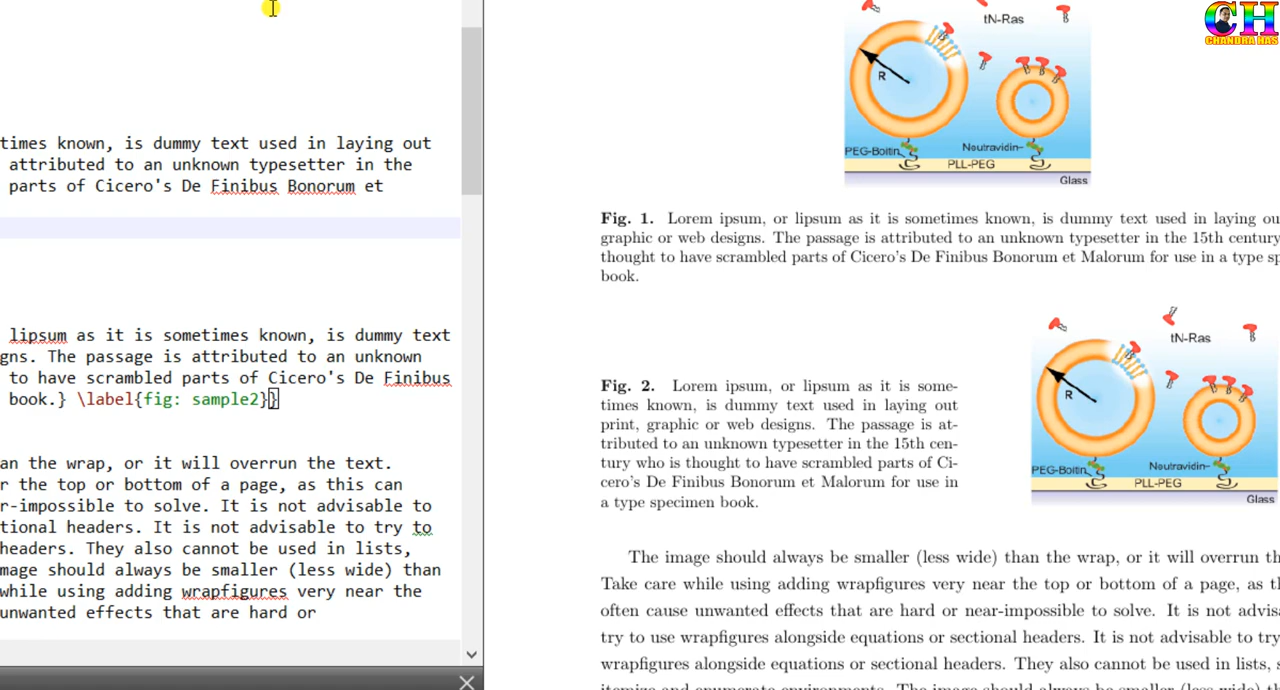 times known, is dummy text used in laying out
attributed to an unknown typesetter in the
parts of Cicero's De Finibus Bonorum et
lipsum as it is sometimes known, is dummy text
gns. The passage is attributed to an unknown
to have scrambled parts of Cicero's De Finibus
book.} \label{fig: sample2}}
an the wrap, or it will overrun the text.
r the top or bottom of a page, as this can
r-impossible to solve. It is not advisable to
tional headers. It is not advisable to try to
headers. They also cannot be used in lists,
mage should always be smaller (less wide) than
while using adding wrapfigures very near the
unwanted effects that are hard or
CH
CHANDRA HAS
tN-Ras
R
PEG-Boitin
Neutravidin
PLL-PEG
Glass
Fig. 1. Lorem ipsum, or lipsum as it is sometimes known, is dummy text used in laying ou
graphic or web designs. The passage is attributed to an unknown typesetter in the 15th century
thought to have scrambled parts of Cicero's De Finibus Bonorum et Malorum for use in a type sp
book.
tN-Ras
R
PEG-Boitin
Neutravidin
PLL-PEG
Glass
Fig. 2. Lorem ipsum, or lipsum as it is some-
times known, is dummy text used in laying out
print, graphic or web designs. The passage is at-
tributed to an unknown typesetter in the 15th cen-
tury who is thought to have scrambled parts of Ci-
cero's De Finibus Bonorum et Malorum for use in
a type specimen book.
The image should always be smaller (less wide) than the wrap, or it will overrun th
Take care while using adding wrapfigures very near the top or bottom of a page, as th
often cause unwanted effects that are hard or near-impossible to solve. It is not advisa
try to use wrapfigures alongside equations or sectional headers. It is not advisable to try
wrapfigures alongside equations or sectional headers. They also cannot be used in lists, s
itemize and enumerate environments. The image should always be smaller (less wide) th